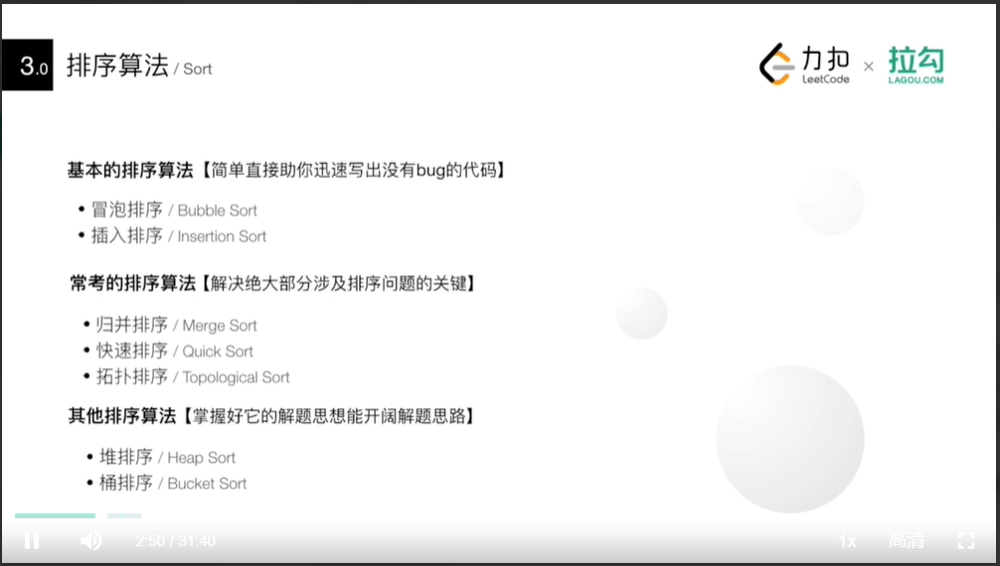 3.0 排序算法 / Sort
力扣 LeetCode × 拉勾 LAGOU.COM
基本的排序算法【简单直接助你迅速写出没有bug的代码】
• 冒泡排序 / Bubble Sort
• 插入排序 / Insertion Sort
常考的排序算法【解决绝大部分涉及排序问题的关键】
• 归并排序 / Merge Sort
• 快速排序 / Quick Sort
• 拓扑排序 / Topological Sort
其他排序算法【掌握好它的解题思想能开阔解题思路】
• 堆排序 / Heap Sort
• 桶排序 / Bucket Sort
2:50 / 31:40 1x 高清